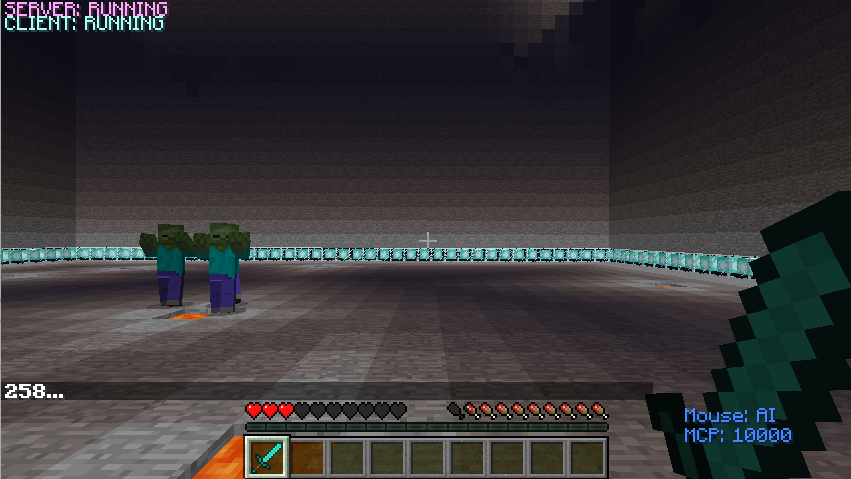 SERVER: RUNNING
CLIENT: RUNNING
258...
Mouse: AI
MCP: 10000